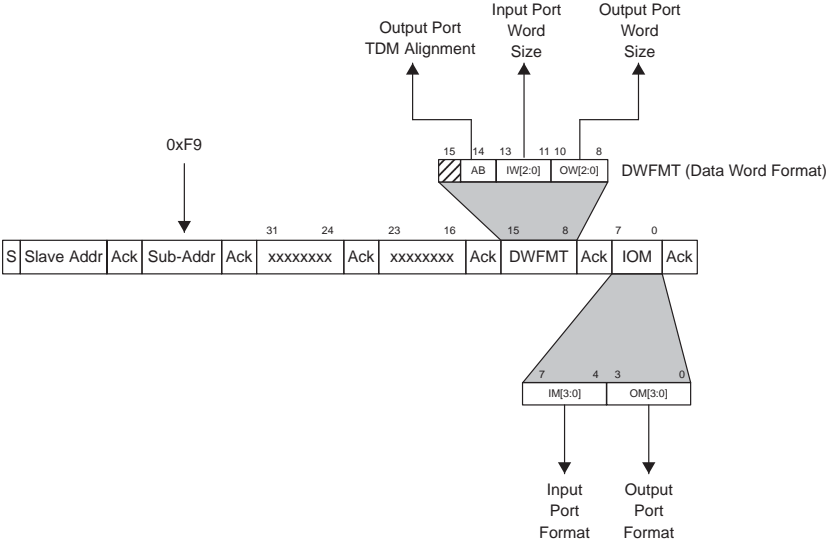 Output Port
TDM Alignment
Input Port
Word
Size
Output Port
Word
Size
0xF9
15 14 13 11 10 8
AB IW[2:0] OW[2:0] DWFMT (Data Word Format)
31 24 23 16 15 8 7 0
S Slave Addr Ack Sub-Addr Ack xxxxxxxx Ack xxxxxxxx Ack DWFMT Ack IOM Ack
7 4 3 0
IM[3:0] OM[3:0]
Input
Port
Format
Output
Port
Format